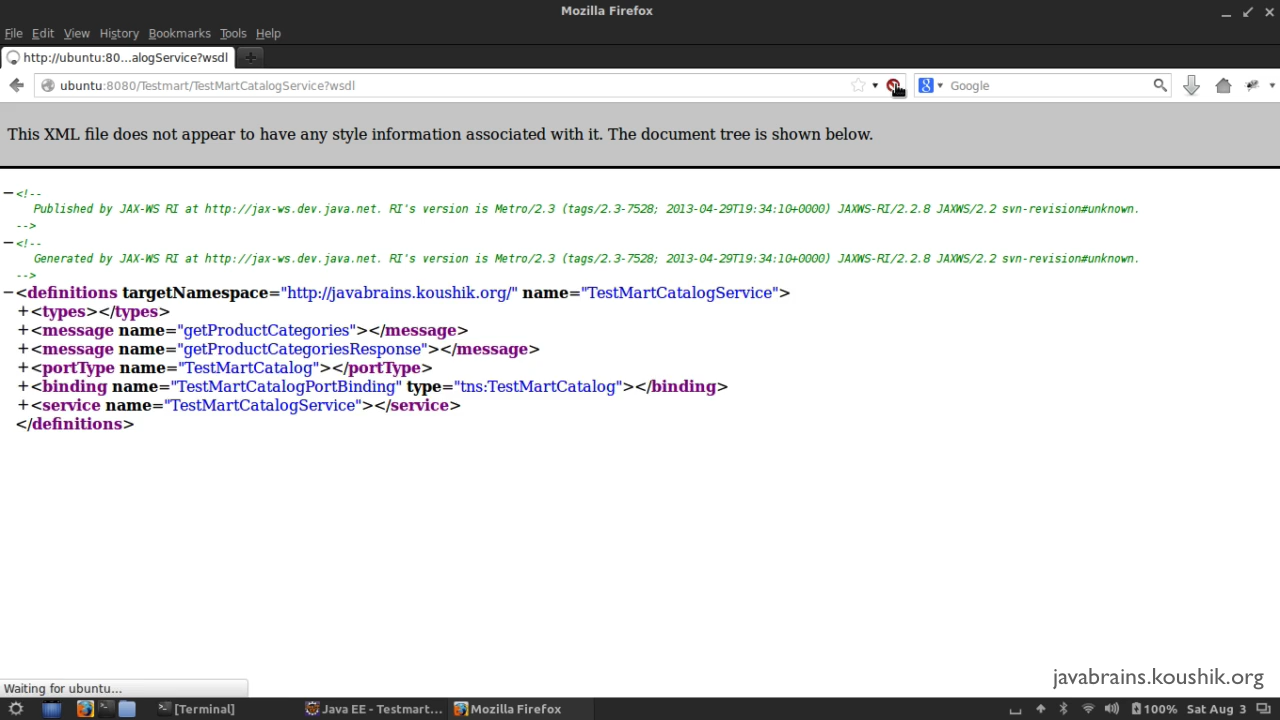 Mozilla Firefox
File Edit View History Bookmarks Tools Help
http://ubuntu:80...alogService?wsdl
ubuntu:8080/Testmart/TestMartCatalogService?wsdl
Google
This XML file does not appear to have any style information associated with it. The document tree is shown below.
−<!--
Published by JAX-WS RI at http://jax-ws.dev.java.net. RI's version is Metro/2.3 (tags/2.3-7528; 2013-04-29T19:34:10+0000) JAXWS-RI/2.2.8 JAXWS/2.2 svn-revision#unknown.
-->
−<!--
Generated by JAX-WS RI at http://jax-ws.dev.java.net. RI's version is Metro/2.3 (tags/2.3-7528; 2013-04-29T19:34:10+0000) JAXWS-RI/2.2.8 JAXWS/2.2 svn-revision#unknown.
-->
−<definitions targetNamespace="http://javabrains.koushik.org/" name="TestMartCatalogService">
+<types></types>
+<message name="getProductCategories"></message>
+<message name="getProductCategoriesResponse"></message>
+<portType name="TestMartCatalog"></portType>
+<binding name="TestMartCatalogPortBinding" type="tns:TestMartCatalog"></binding>
+<service name="TestMartCatalogService"></service>
</definitions>
javabrains.koushik.org
Waiting for ubuntu...
[Terminal] Java EE - Testmart... Mozilla Firefox 100% Sat Aug 3